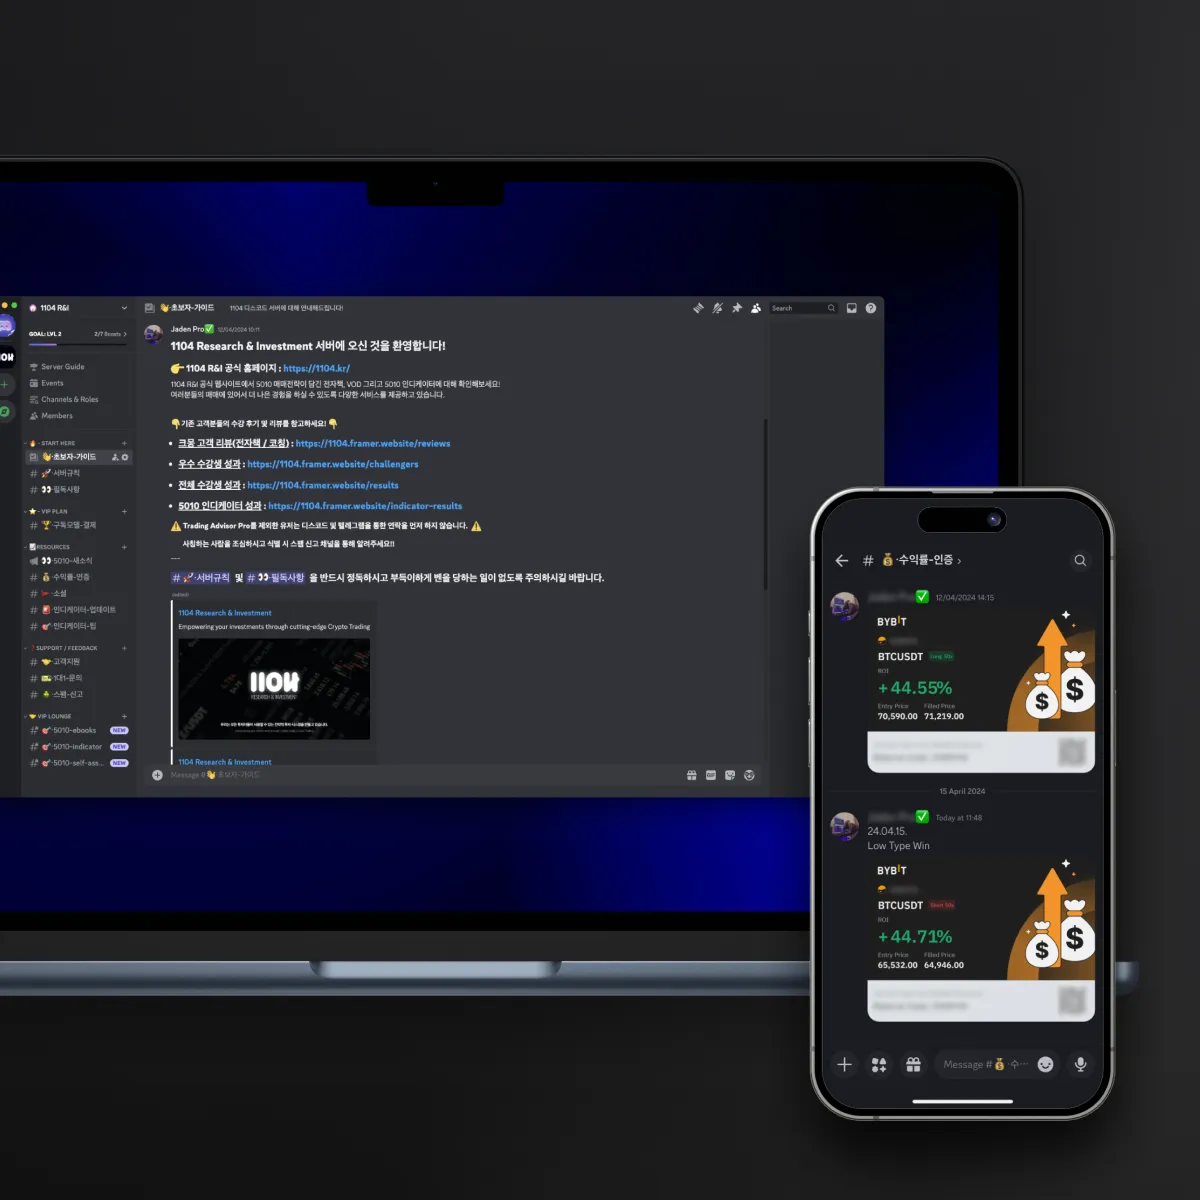 1104 R&I
GOAL: LVL 2
2/7 Boosts
Server Guide
Events
Channels & Roles
Members
START HERE
👋·초보자-가이드
🚀·서버규칙
👀·필독사항
VIP PLAN
🏆·구독모델-결제
RESOURCES
👀·5010-새소식
💰·수익률-인증
·소셜
🚨·인디케이터-업데이트
🎯·인디케이터-팁
SUPPORT / FEEDBACK
🤝·고객지원
·1대1-문의
·스팸-신고
VIP LOUNGE
🎯·5010-ebooks NEW
🎯·5010-indicator NEW
🎯·5010-self-ass... NEW
👋·초보자-가이드
1104 디스코드 서버에 대해 안내해드립니다!
Search
Jaden Pro✅ 12/04/2024 10:11
1104 Research & Investment 서버에 오신 것을 환영합니다!
👉 1104 R&I 공식 홈페이지 : https://1104.kr/
1104 R&I 공식 웹사이트에서 5010 매매전략이 담긴 전자책, VOD 그리고 5010 인디케이터에 대해 확인해보세요!
여러분들의 매매에 있어서 더 나은 경험을 하실 수 있도록 다양한 서비스를 제공하고 있습니다.
👇기존 고객분들의 수강 후기 및 리뷰를 참고하세요! 👇
• 크몽 고객 리뷰(전자책 / 코칭) : https://1104.framer.website/reviews
• 우수 수강생 성과 : https://1104.framer.website/challengers
• 전체 수강생 성과 : https://1104.framer.website/results
• 5010 인디케이터 성과 : https://1104.framer.website/indicator-results
⚠️ Trading Advisor Pro를 제외한 유저는 디스코드 및 텔레그램을 통한 연락을 먼저 하지 않습니다. ⚠️
사칭하는 사람을 조심하시고 식별 시 스팸 신고 채널을 통해 알려주세요!!
---
# 🚀·서버규칙 및 # 👀·필독사항 을 반드시 정독하시고 부득이하게 벤을 당하는 일이 없도록 주의하시길 바랍니다.
(edited)
1104 Research & Investment
Empowering your investments through cutting-edge Crypto Trading
1104
RESEARCH & INVESTMENT
1104 Research & Investment
Message #👋·초보자-가이드
# 💰·수익률-인증 ›
✅ 12/04/2024 14:15
BYBIT
BTCUSDT
ROI
+44.55%
Entry Price Filled Price
70,590.00 71,219.00
15 April 2024
✅ Today at 11:48
24.04.15.
Low Type Win
BYBIT
BTCUSDT
ROI
+44.71%
Entry Price Filled Price
65,532.00 64,946.00
Message #💰·수···